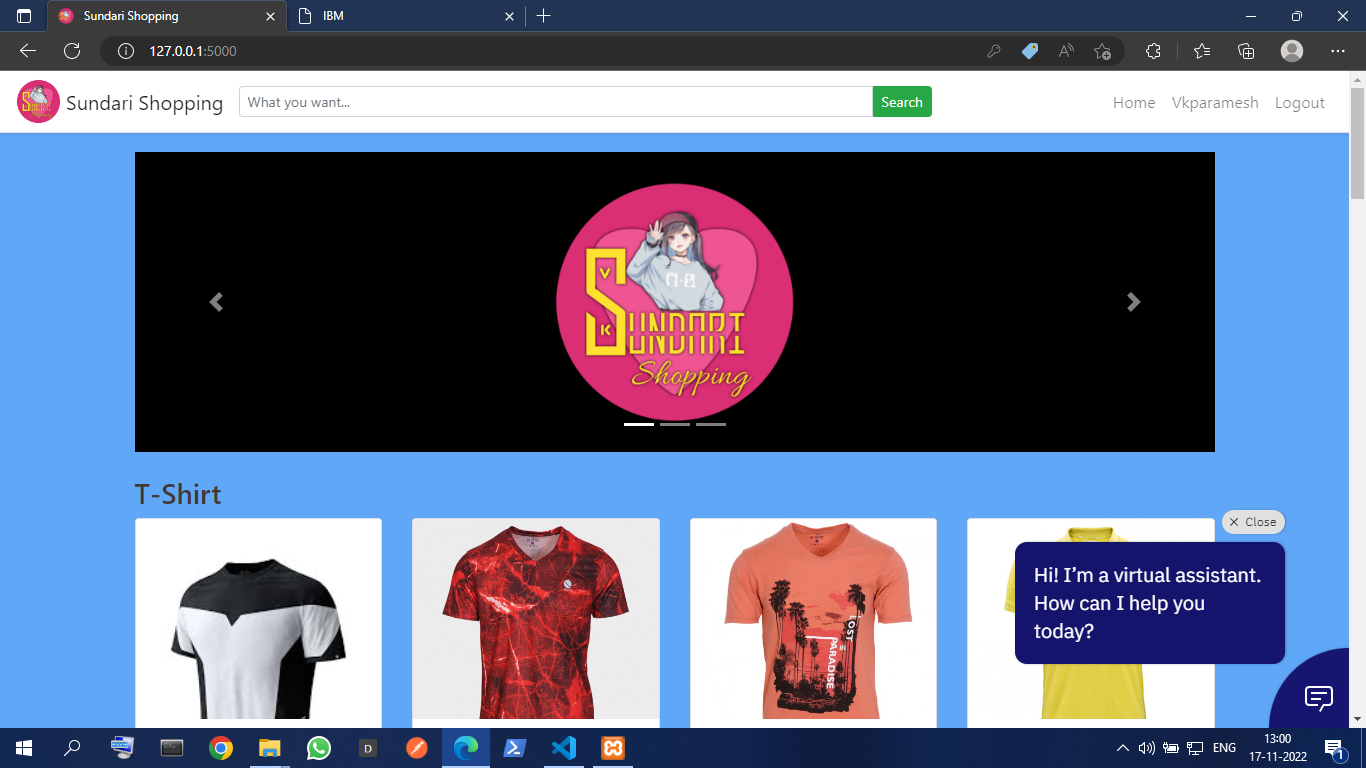 Sundari Shopping
IBM
127.0.0.1:5000
Sundari Shopping
What you want...
Search
Home
Vkparamesh
Logout
V
SUNDARI
K
Shopping
T-Shirt
LOST
IN
PARADISE
Close
Hi! I'm a virtual assistant.
How can I help you
today?
D
ENG
13:00
17-11-2022
1